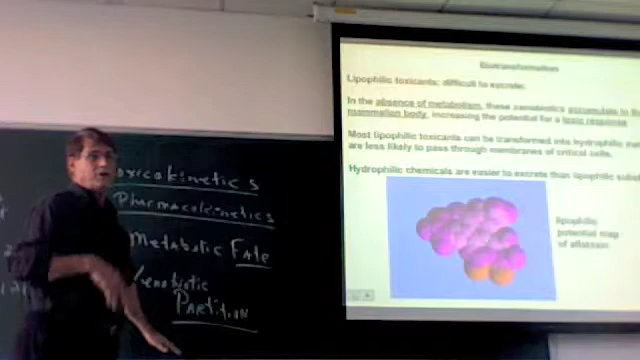 oxicokinetics
Pharmacokinetics
Metabolic Fate
Xenobiotic
Partition
Biotransformation
Lipophilic toxicants: difficult to excrete.
In the absence of metabolism, these xenobiotics accumulate in the
mammalian body, increasing the potential for a toxic response
Most lipophilic toxicants can be transformed into hydrophilic me
are less likely to pass through membranes of critical cells.
Hydrophilic chemicals are easier to excrete than lipophilic subst
lipophilic
potential map
of aflatoxin